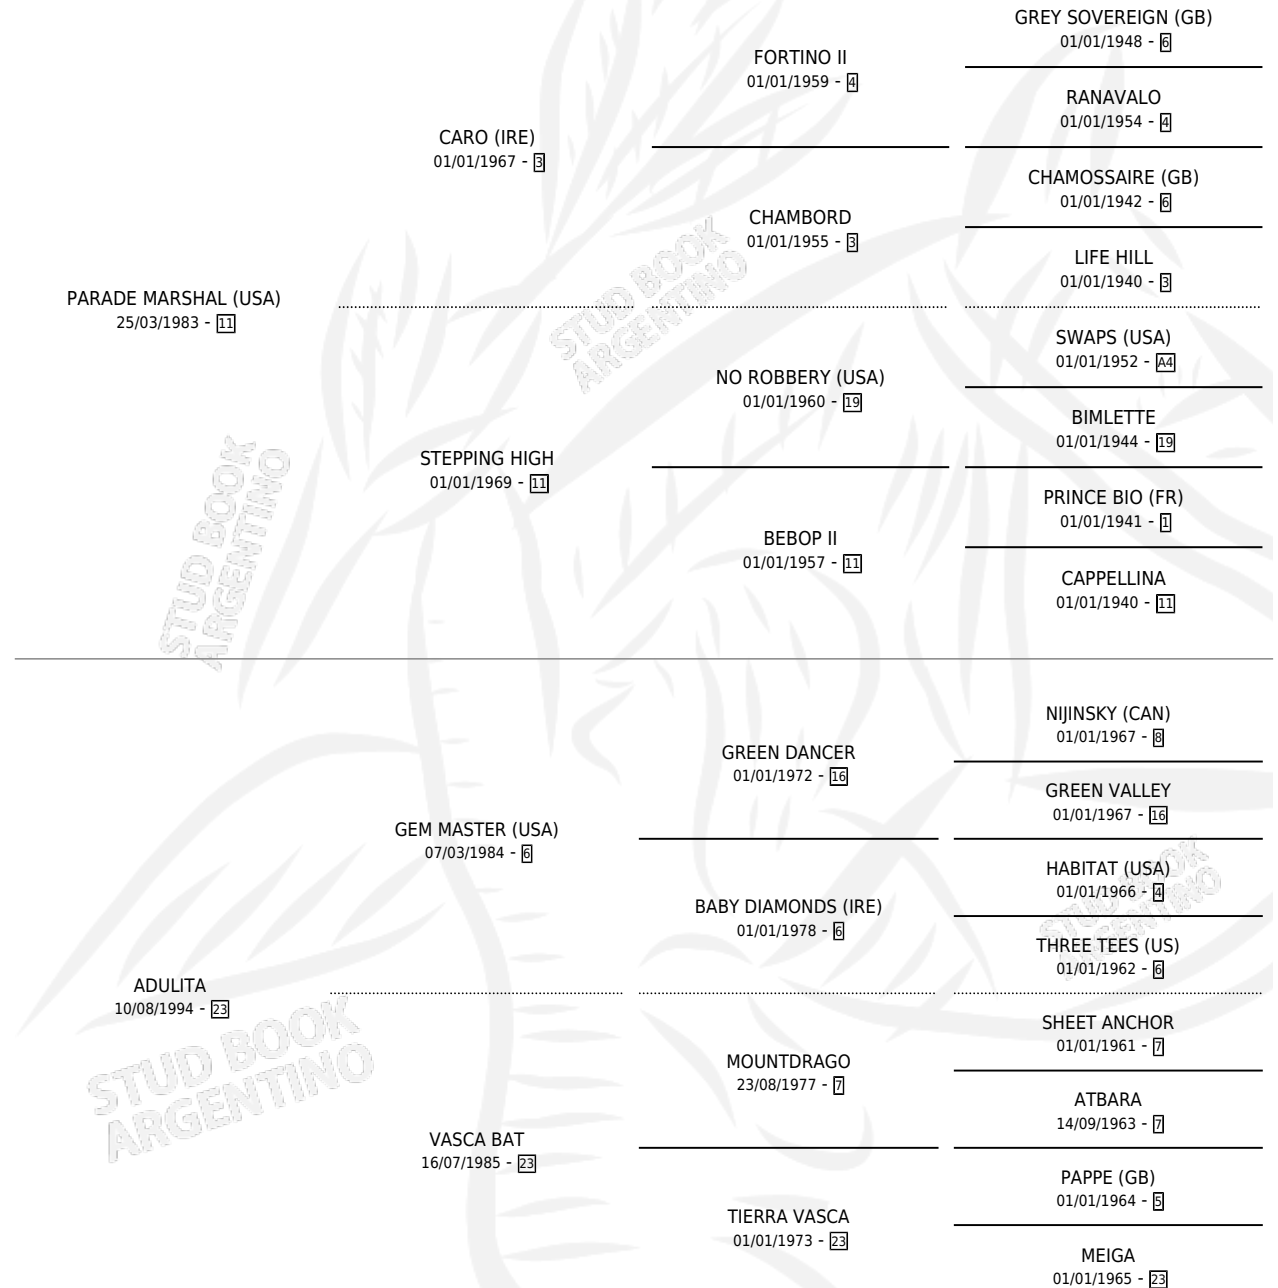 GREY SOVEREIGN (GB)
01/01/1948 - 6
FORTINO II
01/01/1959 - 4
RANAVALO
01/01/1954 - 4
CARO (IRE)
01/01/1967 - 3
CHAMOSSAIRE (GB)
01/01/1942 - 6
CHAMBORD
01/01/1955 - 3
LIFE HILL
01/01/1940 - 3
PARADE MARSHAL (USA)
25/03/1983 - 11
SWAPS (USA)
01/01/1952 - A4
NO ROBBERY (USA)
01/01/1960 - 19
BIMLETTE
01/01/1944 - 19
STEPPING HIGH
01/01/1969 - 11
PRINCE BIO (FR)
01/01/1941 - 1
BEBOP II
01/01/1957 - 11
CAPPELLINA
01/01/1940 - 11
STUD BOOK
ARGENTINO
STUD BOOK
ARGENTINO
NIJINSKY (CAN)
01/01/1967 - 8
GREEN DANCER
01/01/1972 - 16
GREEN VALLEY
01/01/1967 - 16
GEM MASTER (USA)
07/03/1984 - 6
HABITAT (USA)
01/01/1966 - 4
BABY DIAMONDS (IRE)
01/01/1978 - 6
THREE TEES (US)
01/01/1962 - 6
ADULITA
10/08/1994 - 23
SHEET ANCHOR
01/01/1961 - 7
MOUNTDRAGO
23/08/1977 - 7
ATBARA
14/09/1963 - 7
VASCA BAT
16/07/1985 - 23
PAPPE (GB)
01/01/1964 - 5
TIERRA VASCA
01/01/1973 - 23
MEIGA
01/01/1965 - 23
STUD BOOK
ARGENTINO
STUD BOOK
ARGENTINO